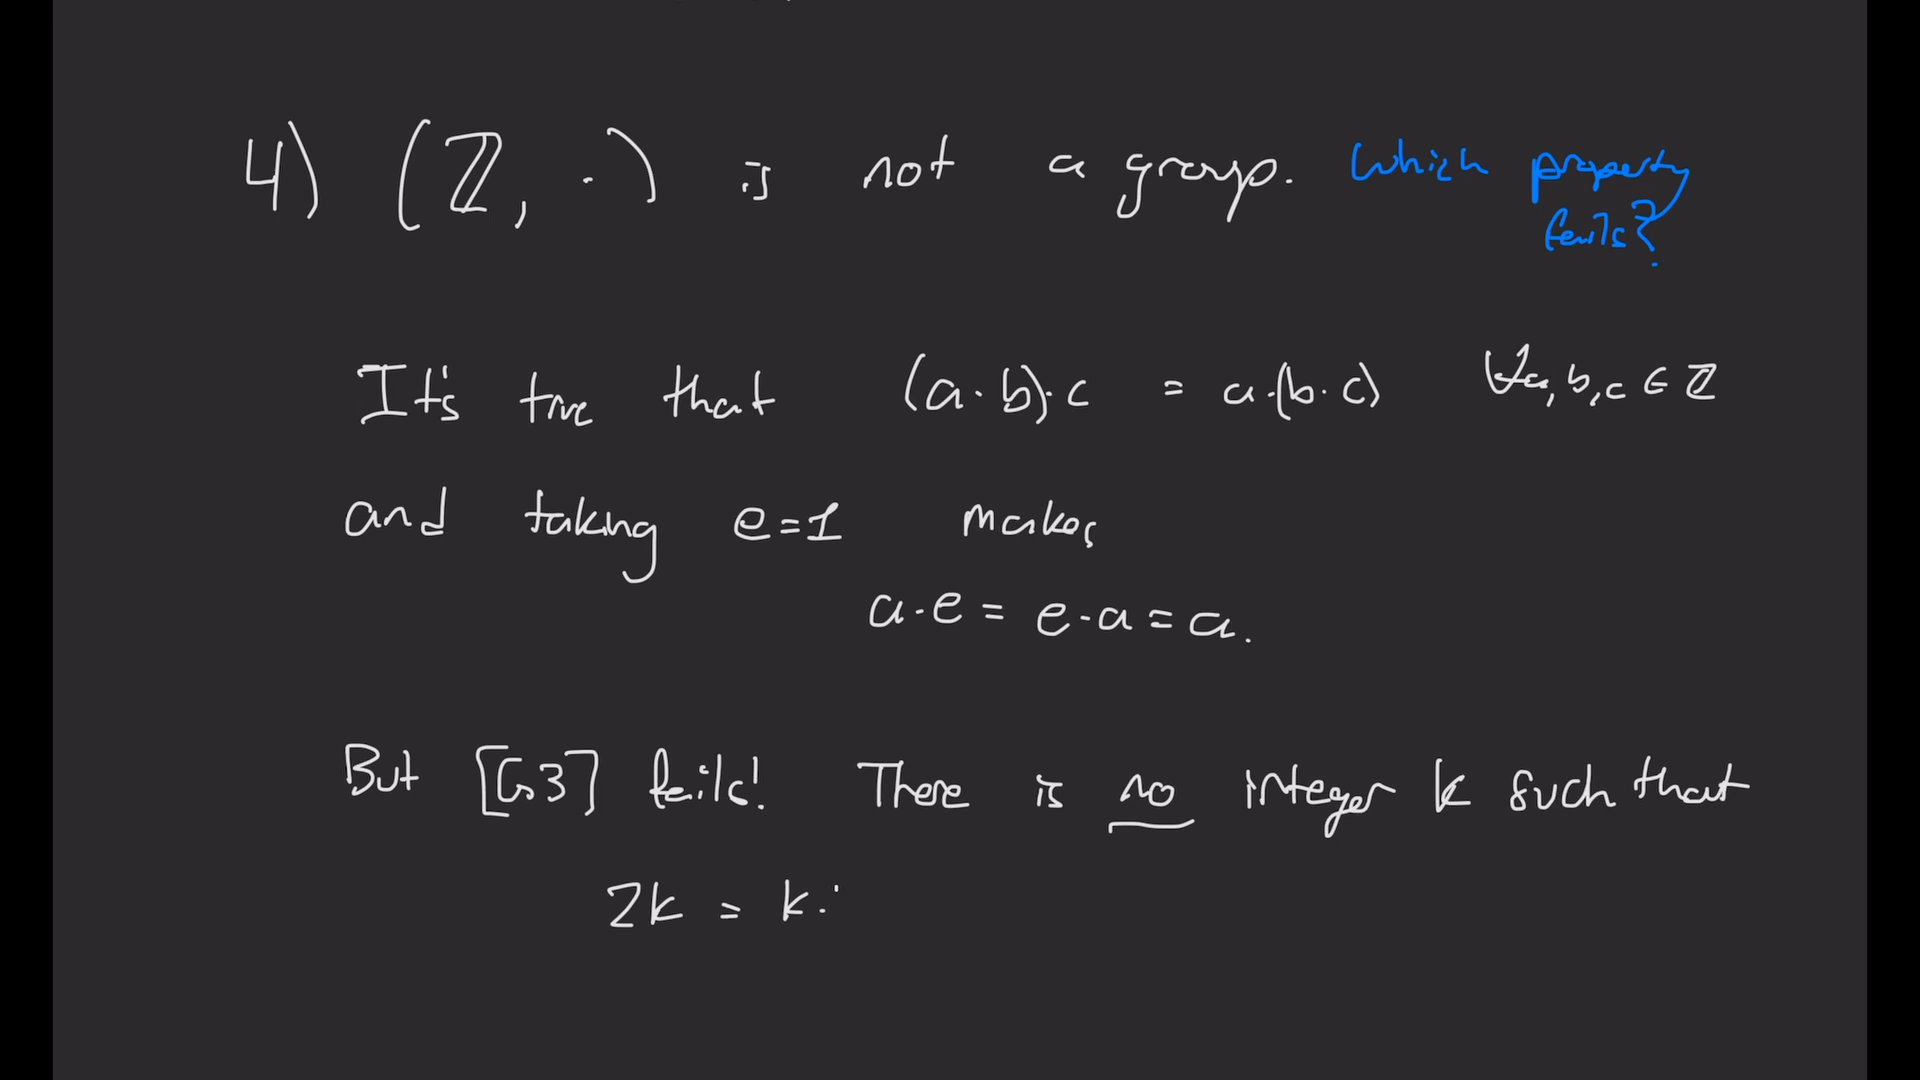 4) (ℤ, ·) is not a group. Which property
fails?
It's true that (a·b)·c = a·(b·c) ∀a,b,c ∈ ℤ
and taking e=1 makes
a·e = e·a = a.
But [G3] fails! There is no integer k such that
2k = k·